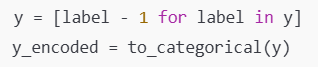 y = [label - 1 for label in y]
y_encoded = to_categorical(y)